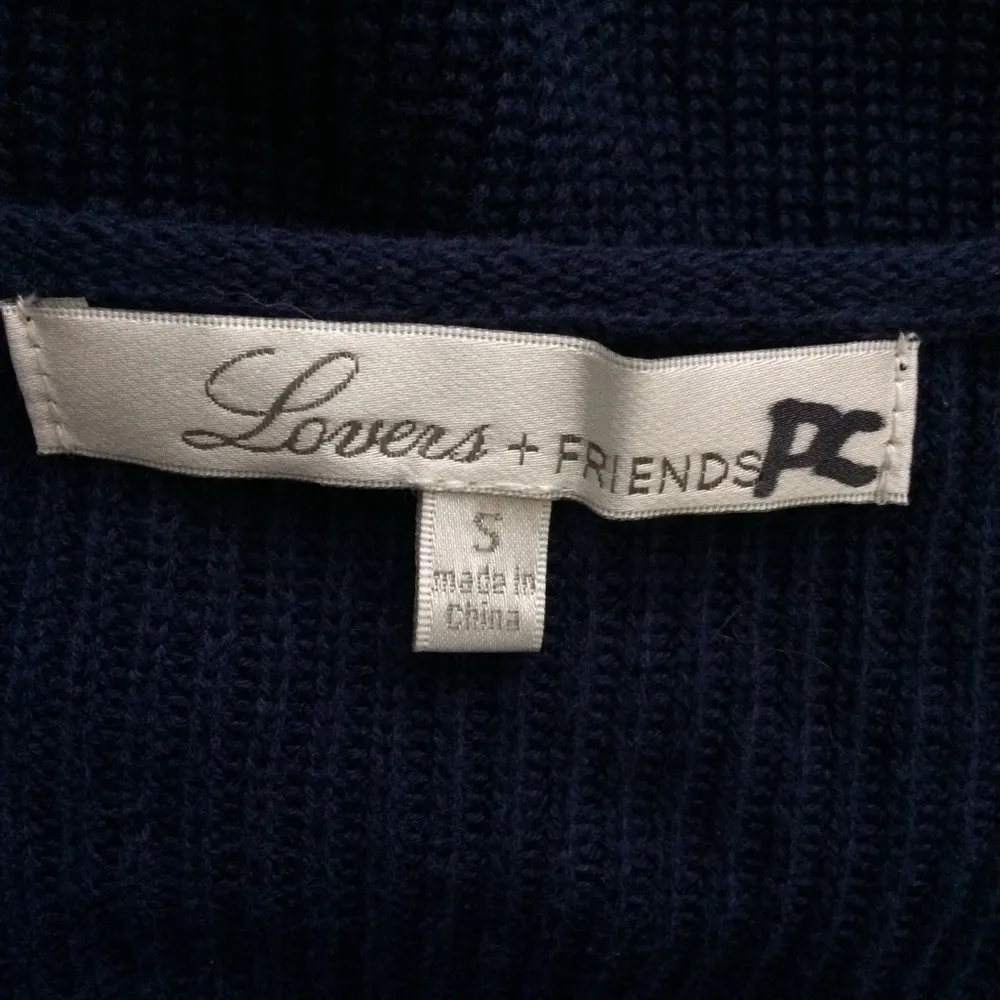 Lovers + FRIENDS PC
S
made in
China